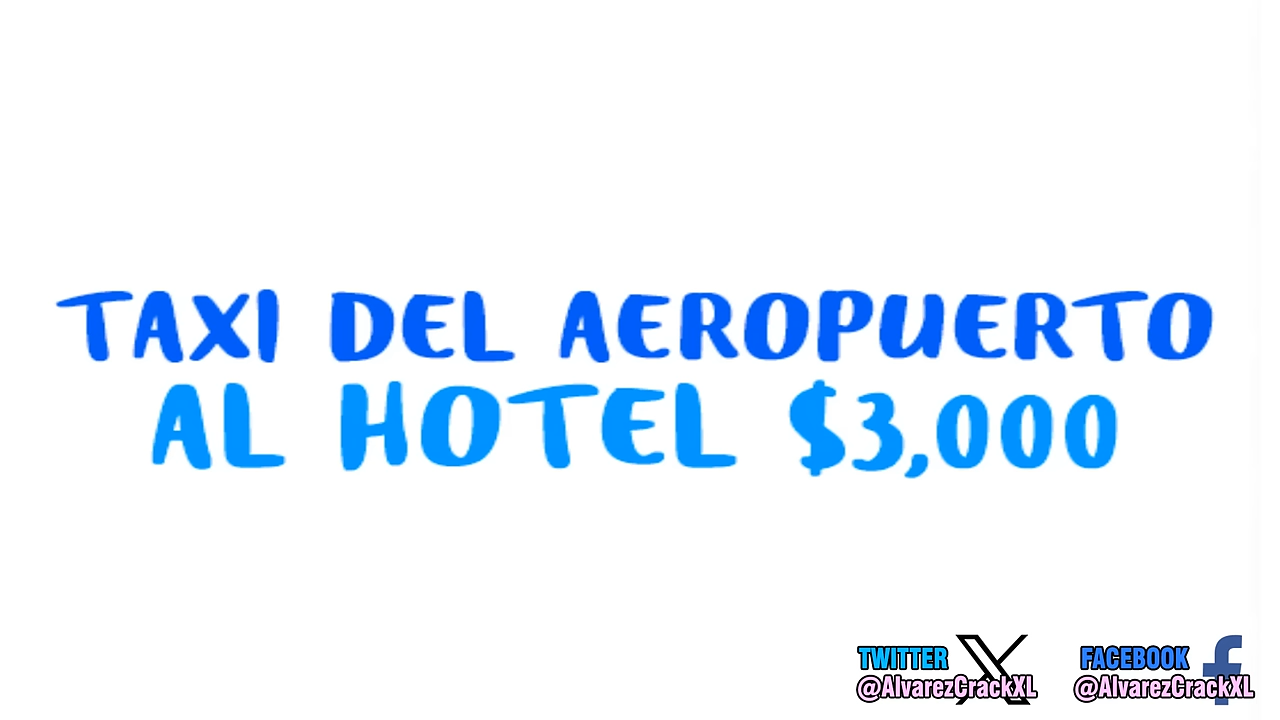 TAXI DEL AEROPUERTO
AL HOTEL $3,000
TWITTER
@AlvarezCrackXL
FACEBOOK
@AlvarezCrackXL